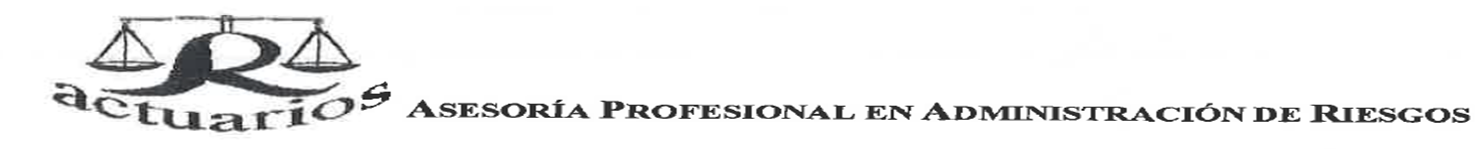 R
actuarios
ASESORÍA PROFESIONAL EN ADMINISTRACIÓN DE RIESGOS